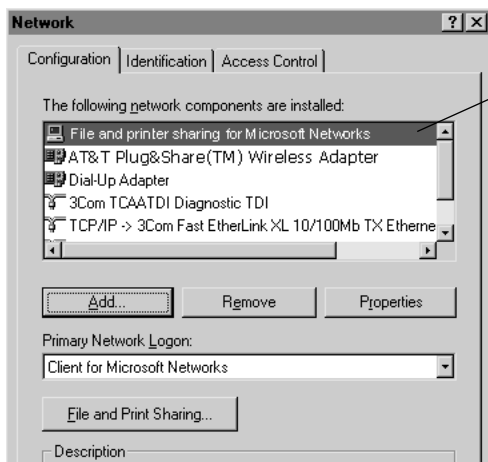 Network
Configuration Identification Access Control
The following network components are installed:
File and printer sharing for Microsoft Networks
AT&T Plug&Share(TM) Wireless Adapter
Dial-Up Adapter
3Com TCAATDI Diagnostic TDI
TCP/IP -> 3Com Fast EtherLink XL 10/100Mb TX Etherne
Add... Remove Properties
Primary Network Logon:
Client for Microsoft Networks
File and Print Sharing...
Description